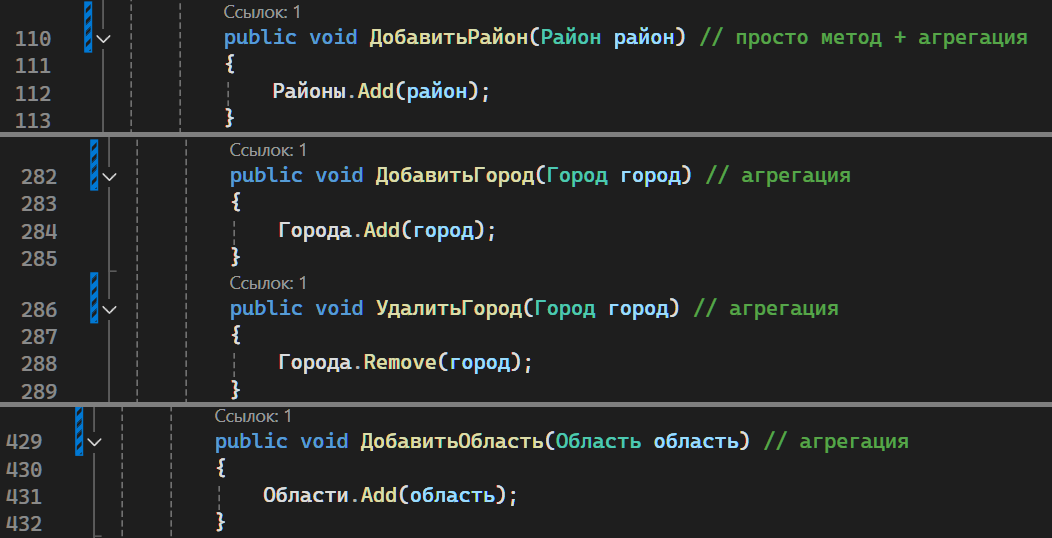 Ссылок: 1
110 public void ДобавитьРайон(Район район) // просто метод + агрегация
111 {
112 Районы.Add(район);
113 }
Ссылок: 1
282 public void ДобавитьГород(Город город) // агрегация
283 {
284 Города.Add(город);
285 }
Ссылок: 1
286 public void УдалитьГород(Город город) // агрегация
287 {
288 Города.Remove(город);
289 }
Ссылок: 1
429 public void ДобавитьОбласть(Область область) // агрегация
430 {
431 Области.Add(область);
432 }